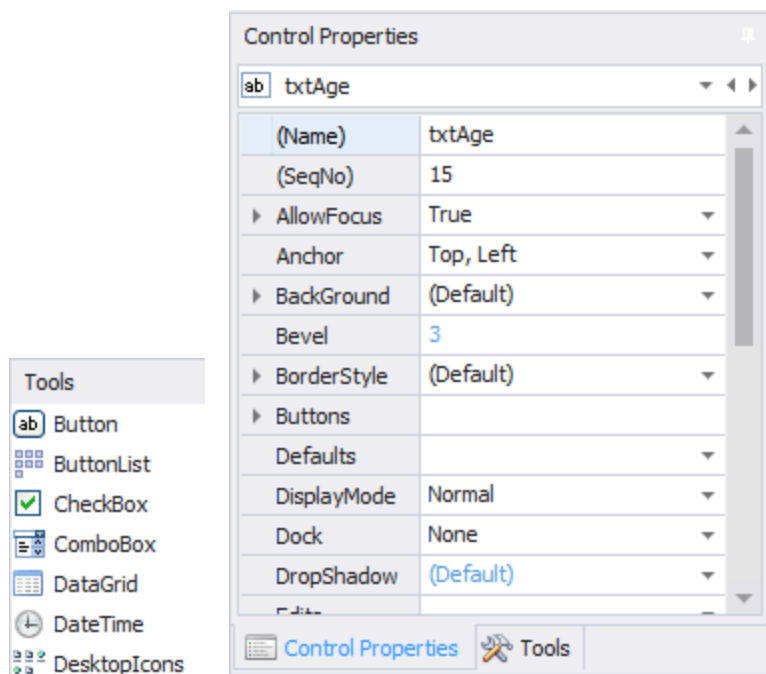 Tools
ab Button
ButtonList
CheckBox
ComboBox
DataGrid
DateTime
DesktopIcons
Control Properties
ab txtAge
(Name) txtAge
(SeqNo) 15
AllowFocus True
Anchor Top, Left
BackGround (Default)
Bevel 3
BorderStyle (Default)
Buttons
Defaults
DisplayMode Normal
Dock None
DropShadow (Default)
Control Properties Tools